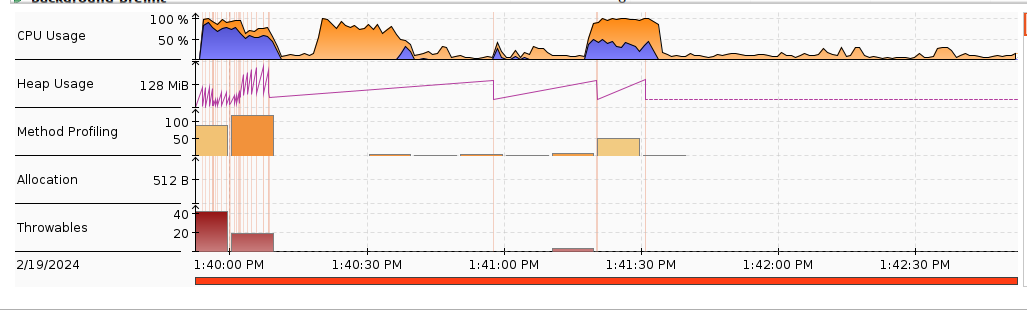 CPU Usage
100 %
50 %
Heap Usage
128 MiB
Method Profiling
100
50
Allocation
512 B
Throwables
40
20
2/19/2024
1:40:00 PM 1:40:30 PM 1:41:00 PM 1:41:30 PM 1:42:00 PM 1:42:30 PM